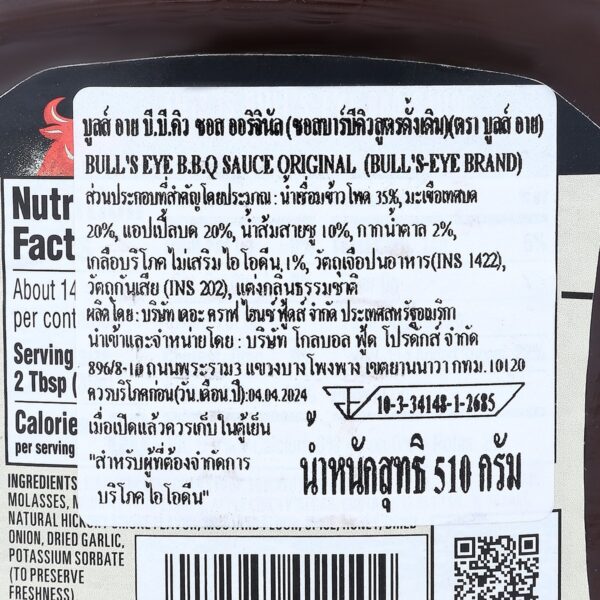 บูลส์ อาย บี.บี.คิว ซอส ออริจินัล (ซอสบาร์บีคิวสูตรดั้งเดิม)(ตรา บูลส์ อาย)
BULL'S EYE B.B.Q SAUCE ORIGINAL (BULL'S-EYE BRAND)
ส่วนประกอบที่สำคัญโดยประมาณ : น้ำเชื่อมข้าวโพด 35%, มะเขือเทศบด
20%, แอปเปิ้ลบด 20%, น้ำส้มสายชู 10%, กากน้ำตาล 2%,
เกลือบริโภคไม่เสริมไอโอดีน 1%, วัตถุเจือปนอาหาร(INS 1422),
วัตถุกันเสีย (INS 202), แต่งกลิ่นธรรมชาติ
ผลิตโดย : บริษัท เดอะ คราฟ ไฮนซ์ ฟู้ดส์ จำกัด ประเทศสหรัฐอเมริกา
นำเข้าและจำหน่ายโดย : บริษัท โกลบอล ฟู้ด โปรดักส์ จำกัด
896/8-10 ถนนพระราม3 แขวงบางโพงพาง เขตยานนาวา กทม.10120
ควรบริโภคก่อน(วัน.เดือน.ปี):04.04.2024
10-3-34148-1-2685
เมื่อเปิดแล้วควรเก็บในตู้เย็น
"สำหรับผู้ที่ต้องจำกัดการ
บริโภคไอโอดีน"
น้ำหนักสุทธิ 510 กรัม
Nutr
Fact
About 14
per cont
Serving
2 Tbsp (
Calorie
per serving
INGREDIENTS
MOLASSES,
NATURAL HICKORY SMOKE FLAVOR, MUSTARD FLOUR, SPICE, HONEY, DRIED
ONION, DRIED GARLIC,
POTASSIUM SORBATE
(TO PRESERVE
FRESHNESS)